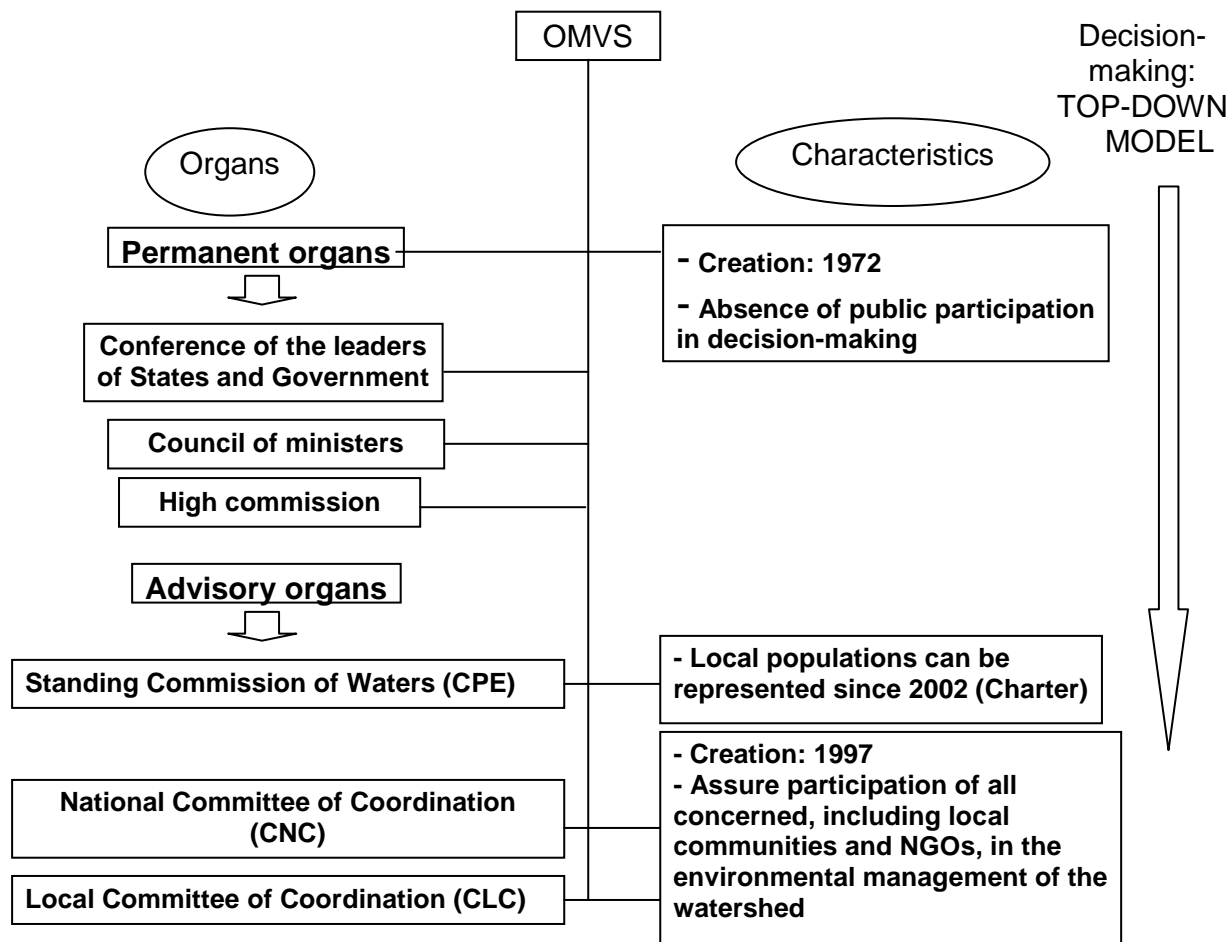 OMVS
Decision-
making:
TOP-DOWN
MODEL
Organs
Characteristics
Permanent organs
- Creation: 1972
- Absence of public participation
in decision-making
Conference of the leaders
of States and Government
Council of ministers
High commission
Advisory organs
Standing Commission of Waters (CPE)
- Local populations can be
represented since 2002 (Charter)
National Committee of Coordination
(CNC)
Local Committee of Coordination (CLC)
- Creation: 1997
- Assure participation of all
concerned, including local
communities and NGOs, in the
environmental management of the
watershed